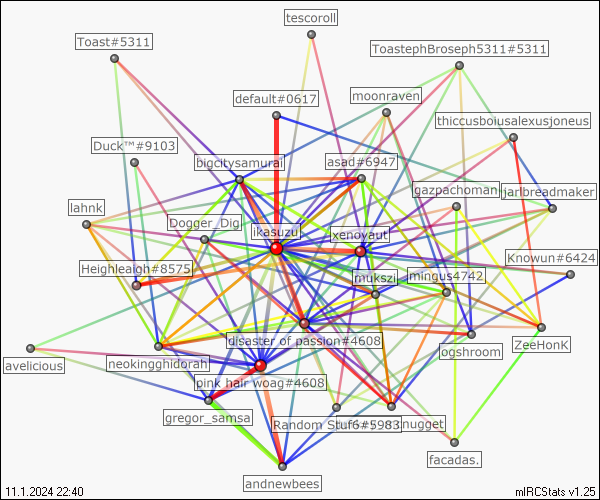 tescoroll
Toast#5311
ToastephBroseph5311#5311
default#0617
moonraven
thiccusboiusalexusjoneus
Duck™#9103
bigcitysamurai
asad#6947
gazpachoman
jarlbreadmaker
lahnk
Dogger_Dig
ikasuzu
xenovaut
Heighleaigh#8575
mukszi
mingus4742
Knowun#6424
disaster of passion#4608
ogshroom
ZeeHonK
avelicious
neokingghidorah
pink hair woag#4608
gregor_samsa
Random Stuf6#5983
nugget
facadas.
andnewbees
11.1.2024 22:40
mIRCStats v1.25